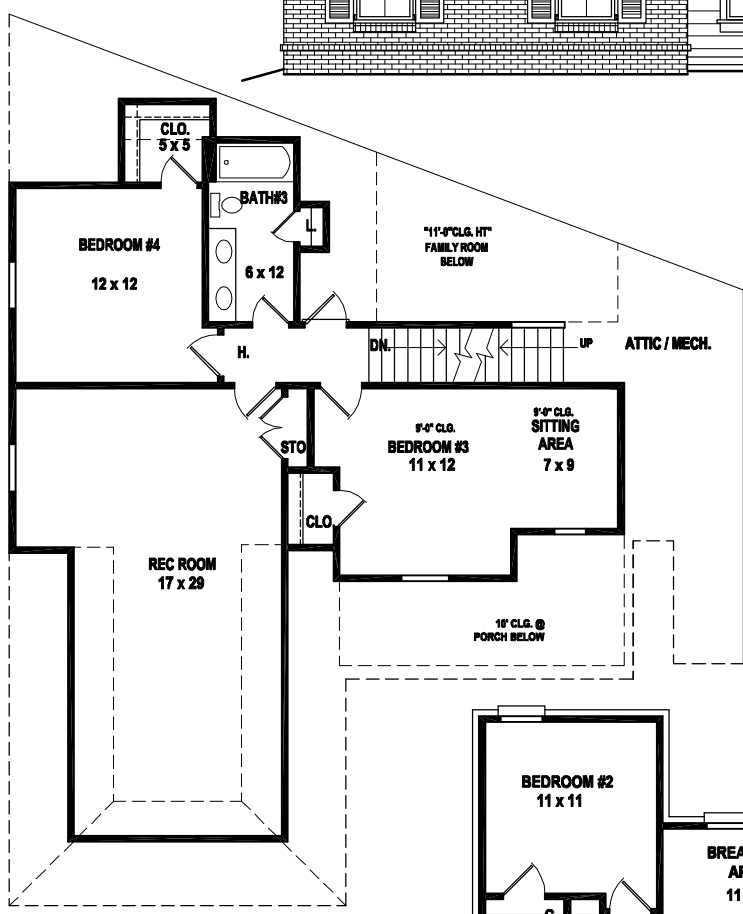 CLO.
5 x 5
BATH#3
L.
BEDROOM #4
12 x 12
6 x 12
"11'-0"CLG. HT"
FAMILY ROOM
BELOW
H.
DN.
UP
ATTIC / MECH.
STO
9'-0" CLG.
BEDROOM #3
11 x 12
9'-0" CLG.
SITTING
AREA
7 x 9
CLO.
REC ROOM
17 x 29
10' CLG. @
PORCH BELOW
BEDROOM #2
11 x 11
11